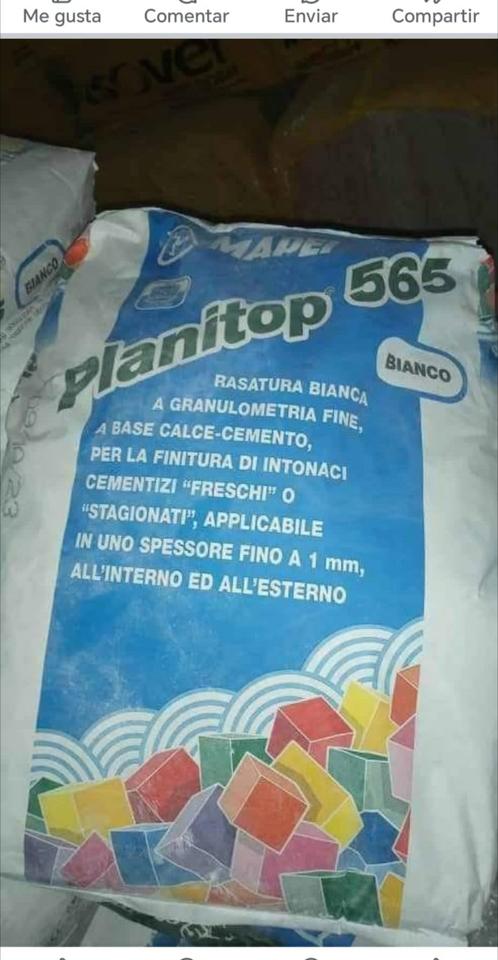 Me gusta Comentar Enviar Compartir
BIANCO
MAPEI
Planitop® 565
BIANCO
RASATURA BIANCA
A GRANULOMETRIA FINE,
A BASE CALCE-CEMENTO,
PER LA FINITURA DI INTONACI
CEMENTIZI “FRESCHI” O
“STAGIONATI”, APPLICABILE
IN UNO SPESSORE FINO A 1 mm,
ALL'INTERNO ED ALL'ESTERNO